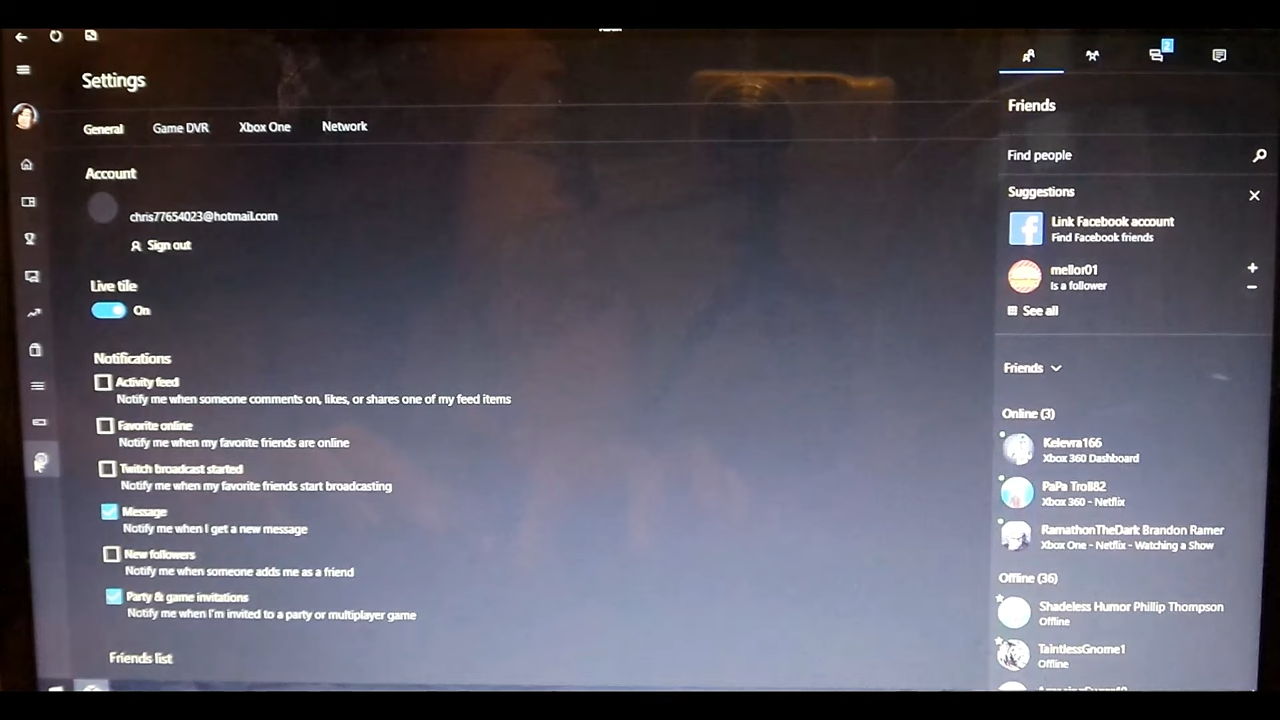 Settings
General Game DVR Xbox One Network
Account
chris77654023@hotmail.com
Sign out
Live tile
On
Notifications
Activity feed
Notify me when someone comments on, likes, or shares one of my feed items
Favorite online
Notify me when my favorite friends are online
Twitch broadcast started
Notify me when my favorite friends start broadcasting
Message
Notify me when I get a new message
New followers
Notify me when someone adds me as a friend
Party & game invitations
Notify me when I'm invited to a party or multiplayer game
Friends list
2
Friends
Find people
Suggestions
Link Facebook account
Find Facebook friends
mellor01
Is a follower
See all
Friends
Online (3)
Kelevra166
Xbox 360 Dashboard
PaPa Troll82
Xbox 360 - Netflix
RamathonTheDark Brandon Ramer
Xbox One - Netflix - Watching a Show
Offline (36)
Shadeless Humor Phillip Thompson
Offline
TaintlessGnome1
Offline